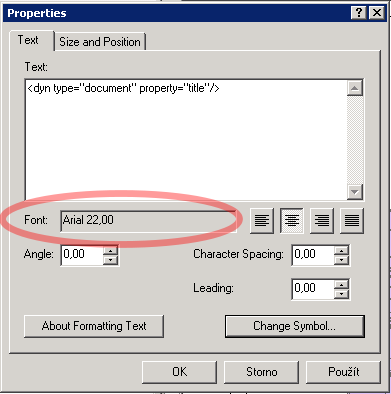 Properties
Text Size and Position
Text:
<dyn type="document" property="title"/>
Font: Arial 22,00
Angle: 0,00 Character Spacing: 0,00
Leading: 0,00
About Formatting Text Change Symbol...
OK Storno Použít